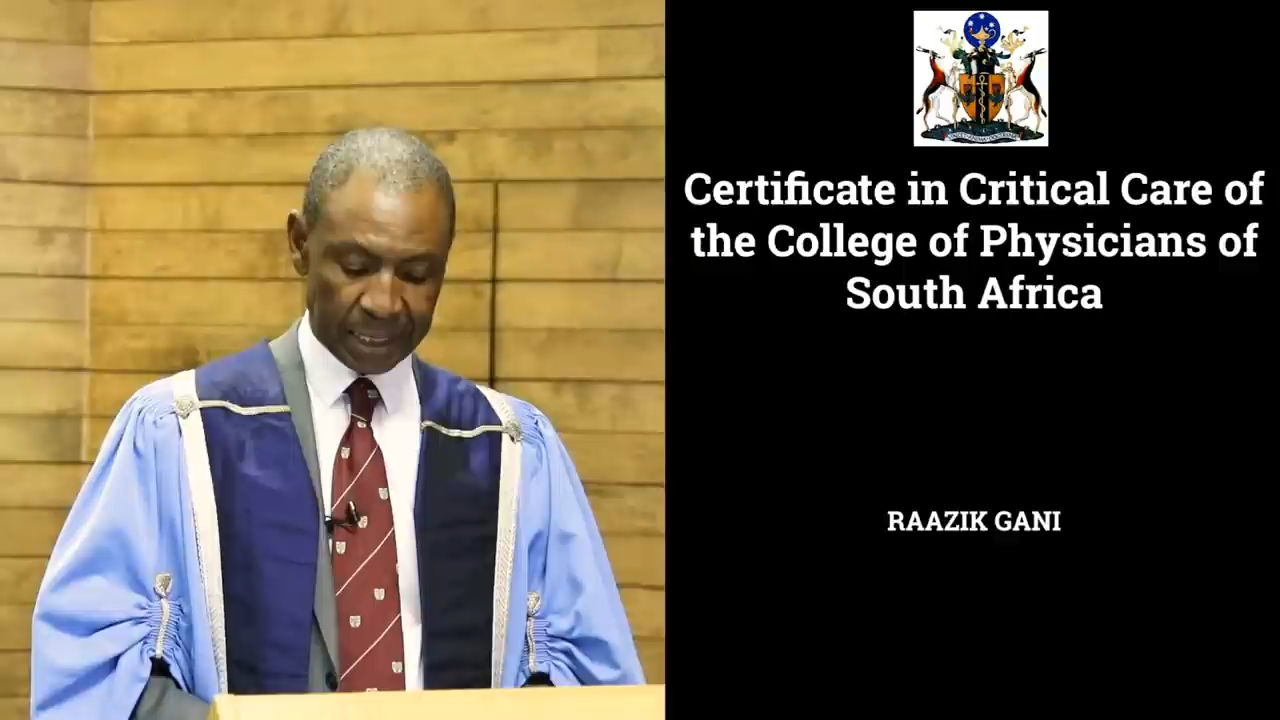 Certificate in Critical Care of
the College of Physicians of
South Africa
RAAZIK GANI